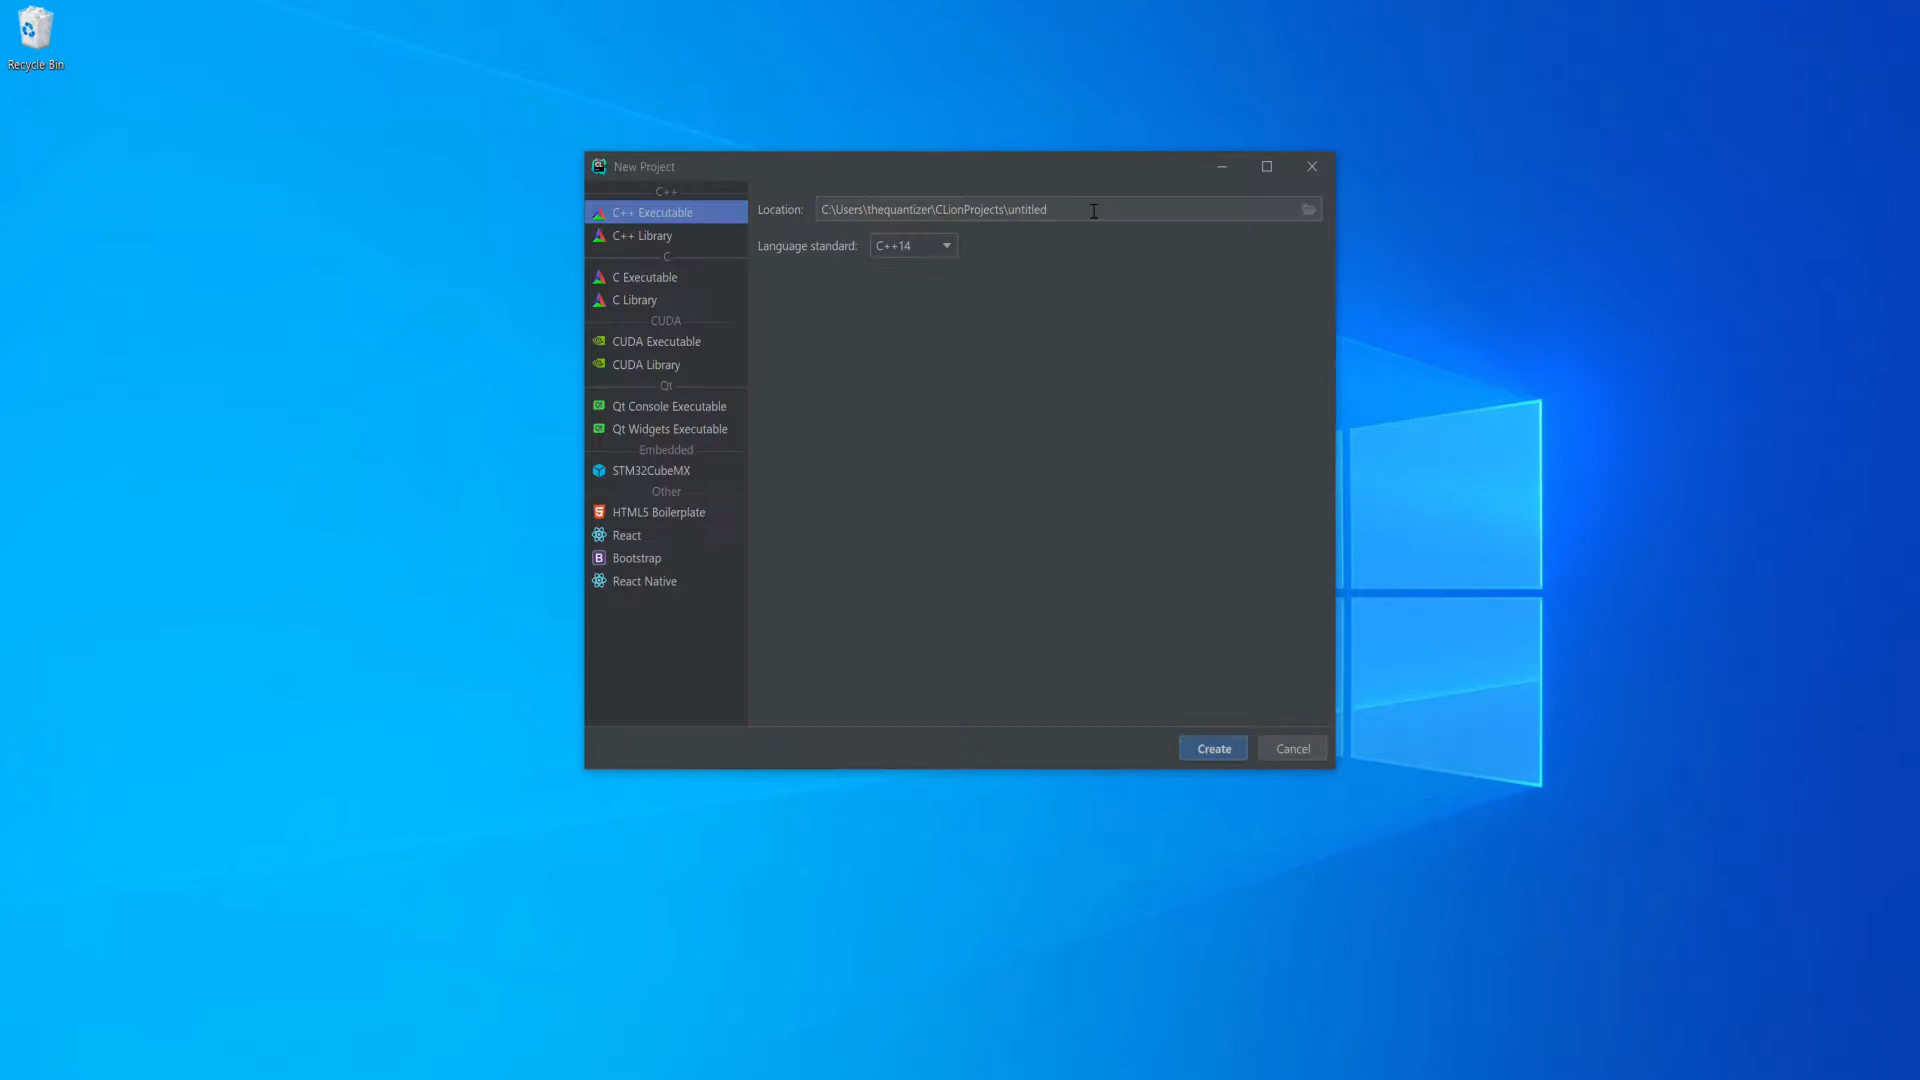 Recycle Bin
New Project
C++
C++ Executable
C++ Library
C
C Executable
C Library
CUDA
CUDA Executable
CUDA Library
Qt
Qt Console Executable
Qt Widgets Executable
Embedded
STM32CubeMX
Other
HTML5 Boilerplate
React
Bootstrap
React Native
Location: C:\Users\thequantizer\CLionProjects\untitled
Language standard: C++14
Create Cancel